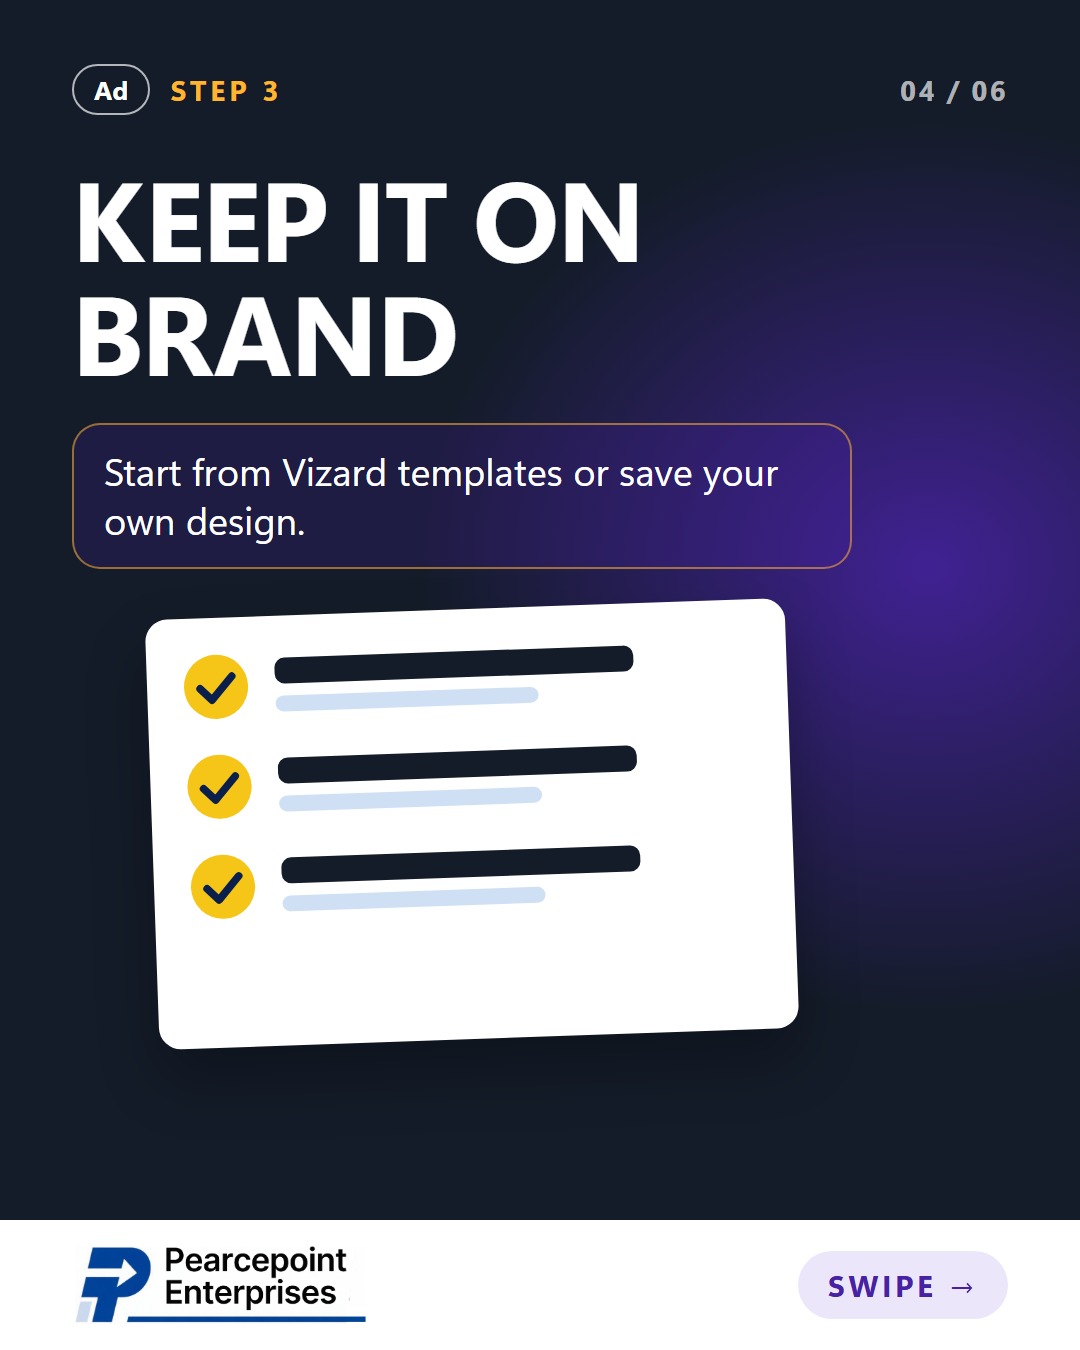 Ad
STEP 3
04 / 06
KEEP IT ON
BRAND
Start from Vizard templates or save your
own design.
Pearcepoint
Enterprises
SWIPE →